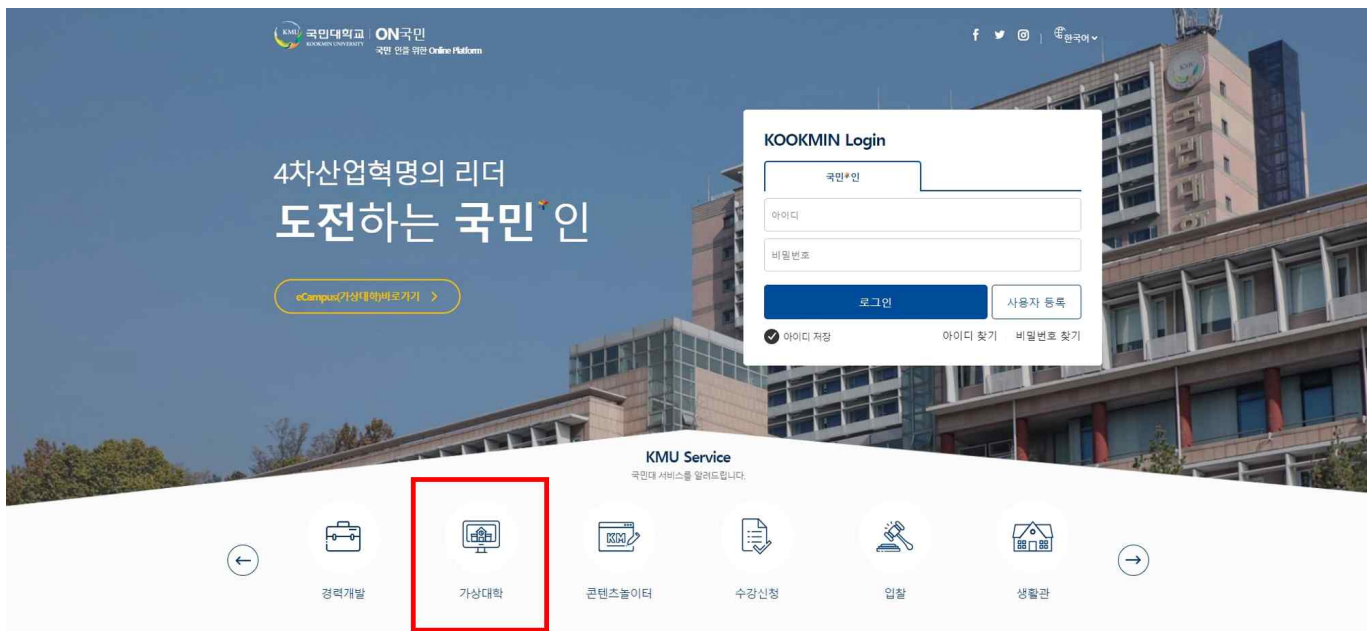 KMU 국민대학교 ON국민
KOOKMIN UNIVERSITY
국민 인을 위한 Online Platform
한국어
4차산업혁명의 리더
도전하는 국민*인
eCampus(가상대학)바로가기 >
KOOKMIN Login
국민*인
아이디
비밀번호
로그인 사용자 등록
아이디 저장 아이디 찾기 비밀번호 찾기
KMU Service
국민대 서비스를 알려드립니다.
경력개발 가상대학 콘텐츠놀이터 수강신청 입찰 생활관